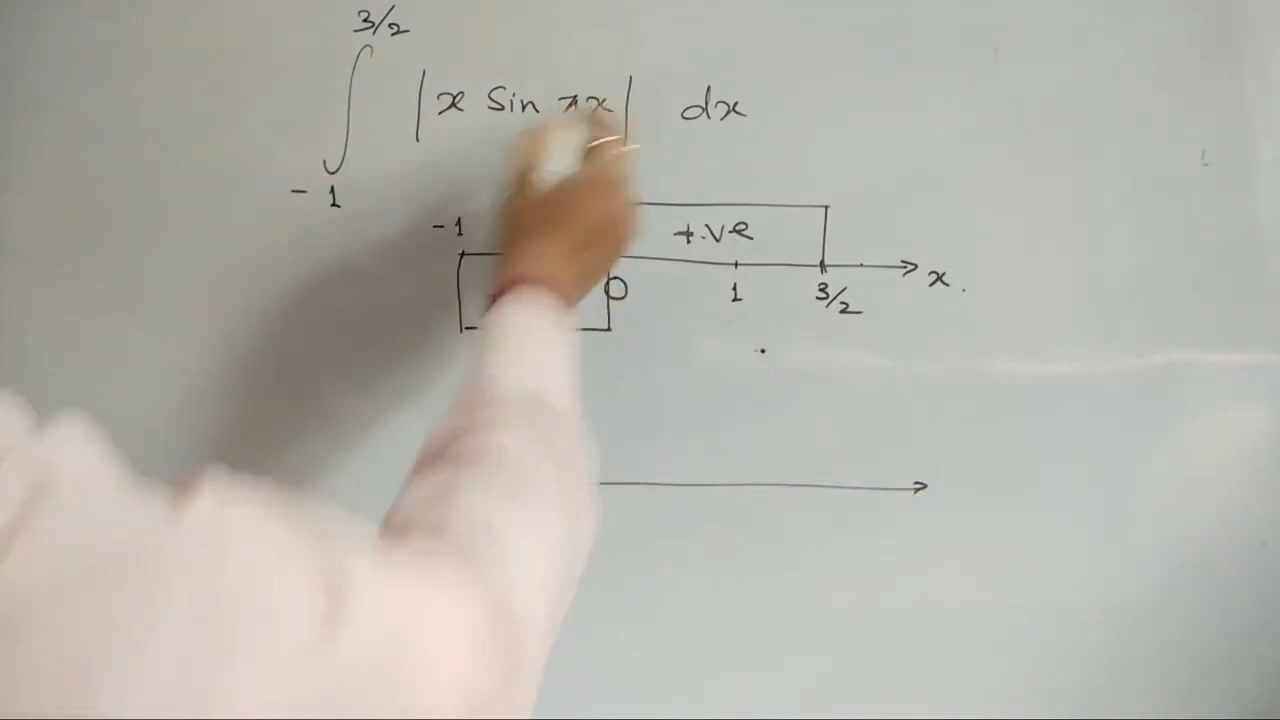 3/2
∫ |x Sin πx| dx
- 1
-1 +ve
0 1 3/2 x.